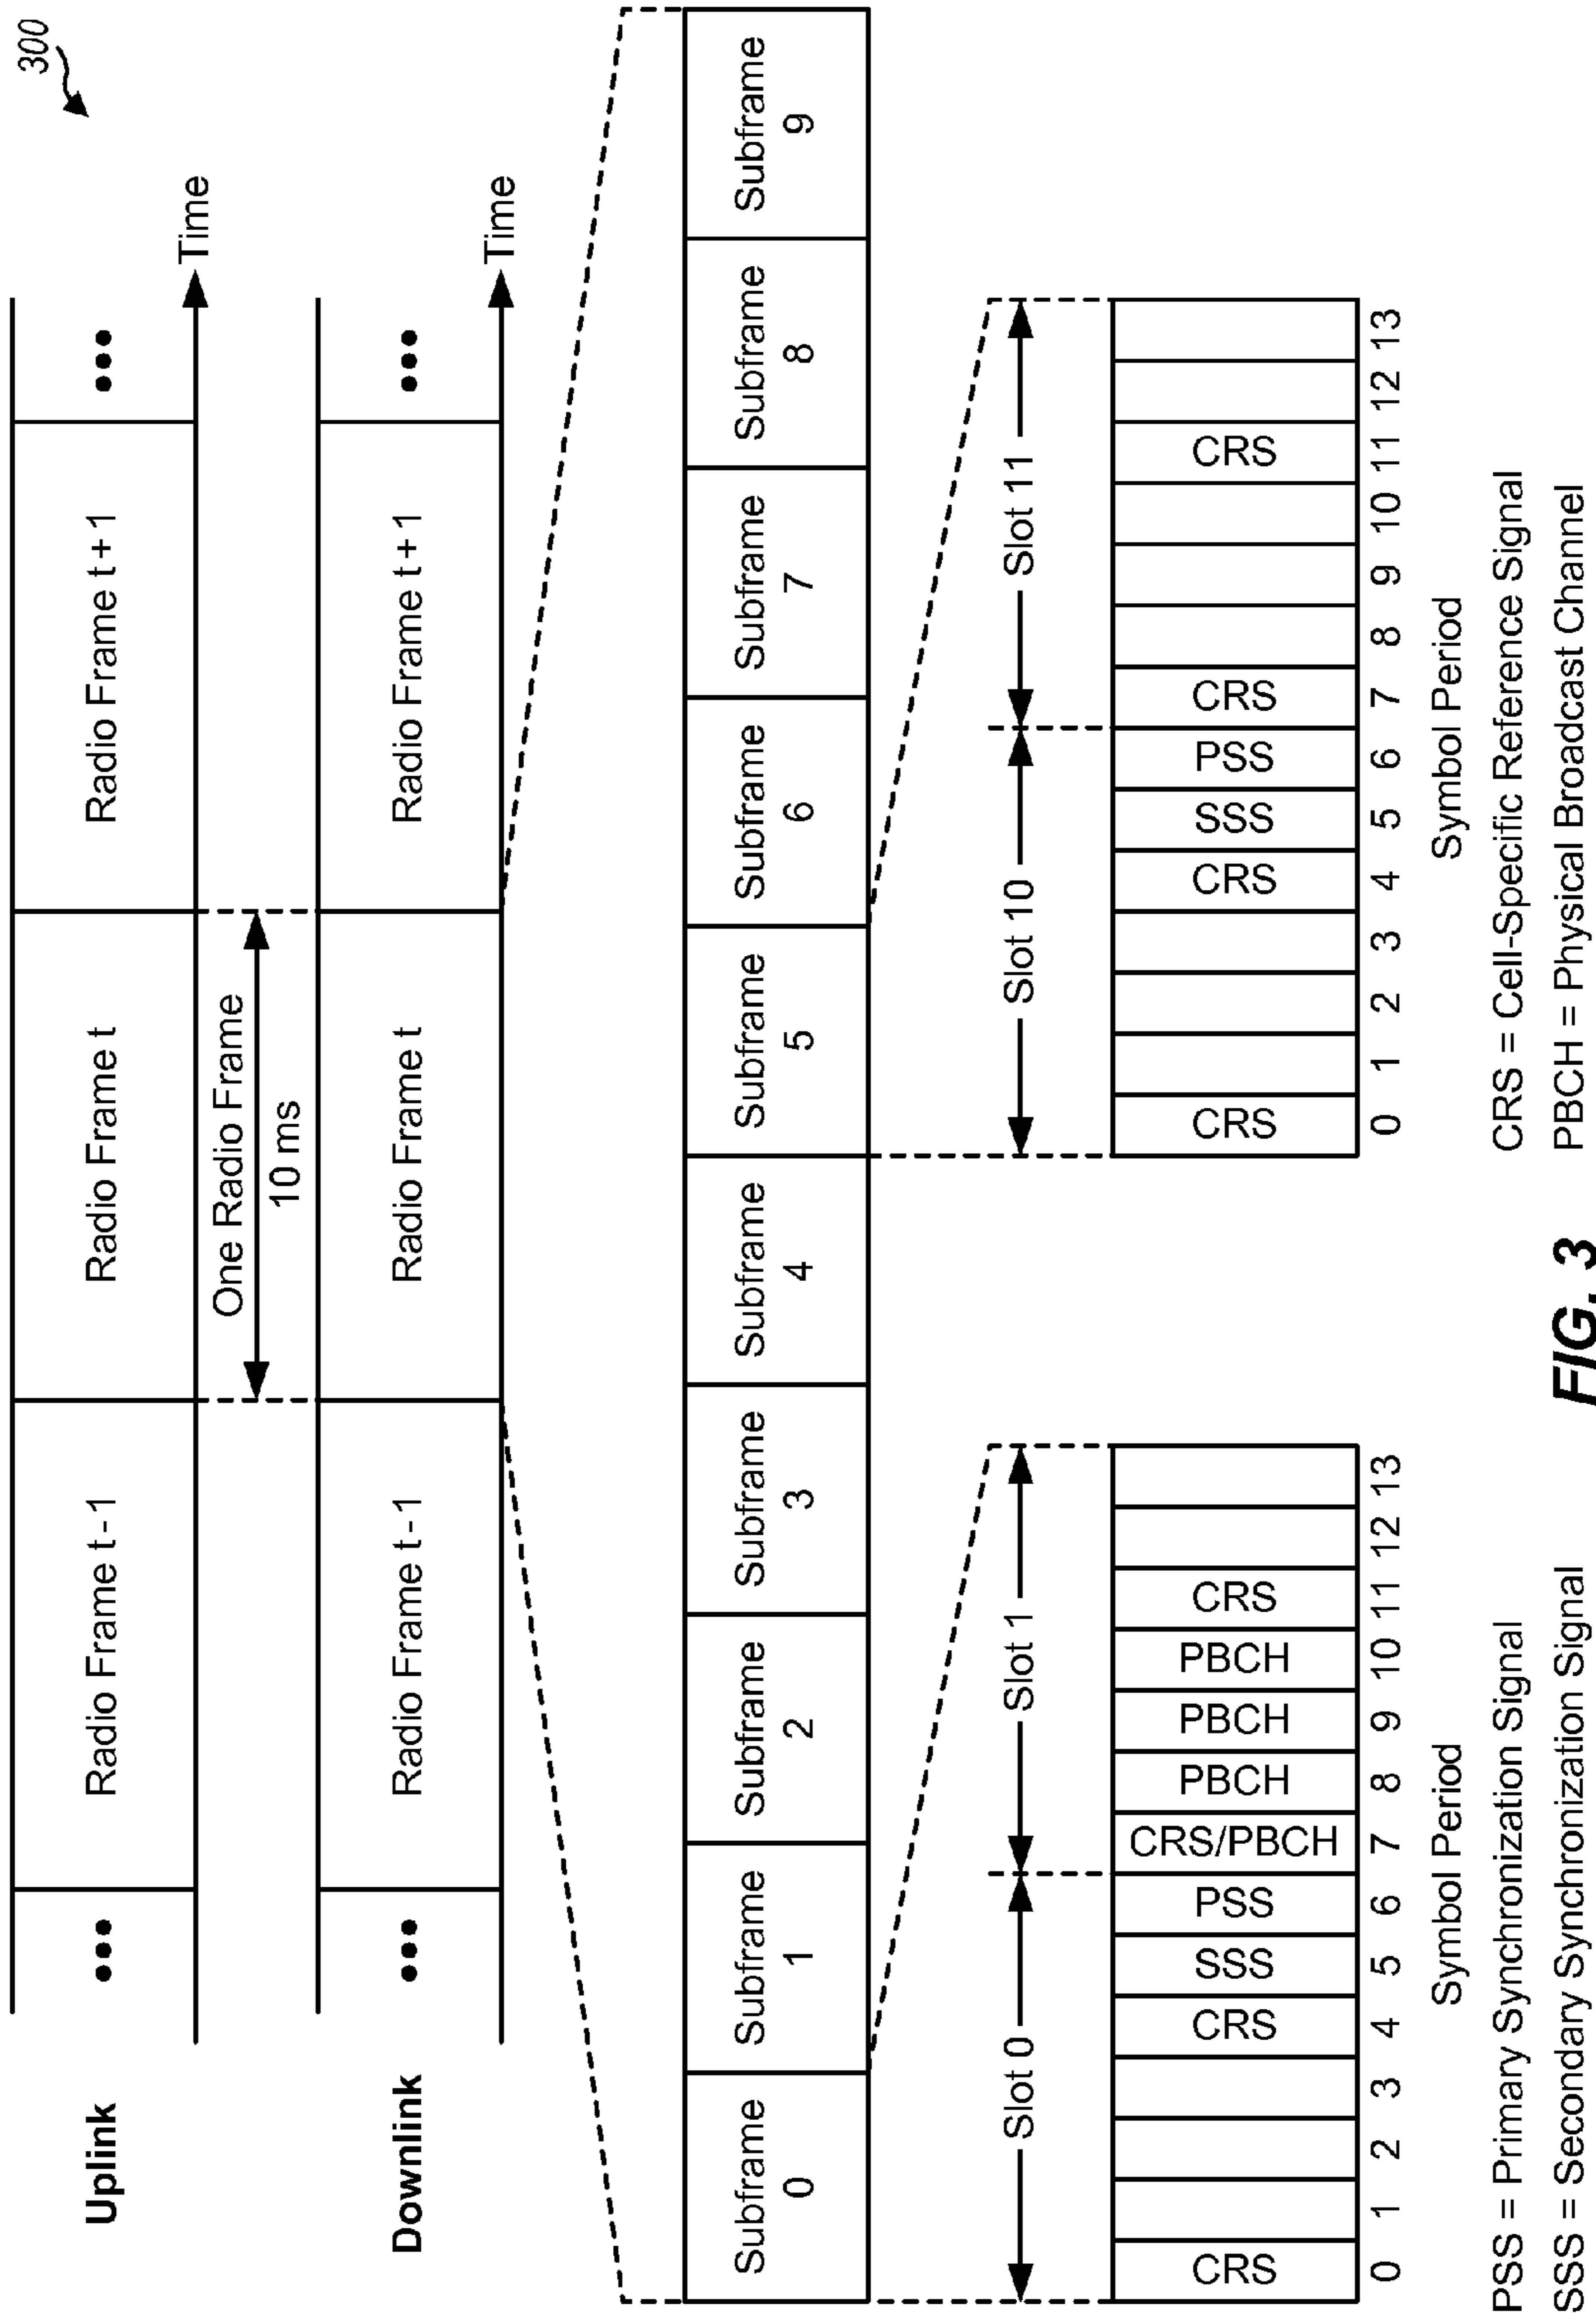 300
Uplink
•••
Radio Frame t-1
Radio Frame t
Radio Frame t+1
•••
Time
One Radio Frame
10 ms
Downlink
•••
Radio Frame t-1
Radio Frame t
Radio Frame t+1
•••
Time
Subframe 0
Subframe 1
Subframe 2
Subframe 3
Subframe 4
Subframe 5
Subframe 6
Subframe 7
Subframe 8
Subframe 9
Slot 0
Slot 1
CRS
CRS
SSS
PSS
CRS/PBCH
PBCH
PBCH
PBCH
CRS
0 1 2 3 4 5 6 7 8 9 10 11 12 13
Symbol Period
Slot 10
Slot 11
CRS
CRS
SSS
PSS
CRS
CRS
0 1 2 3 4 5 6 7 8 9 10 11 12 13
Symbol Period
PSS = Primary Synchronization Signal
SSS = Secondary Synchronization Signal
CRS = Cell-Specific Reference Signal
PBCH = Physical Broadcast Channel
FIG. 3